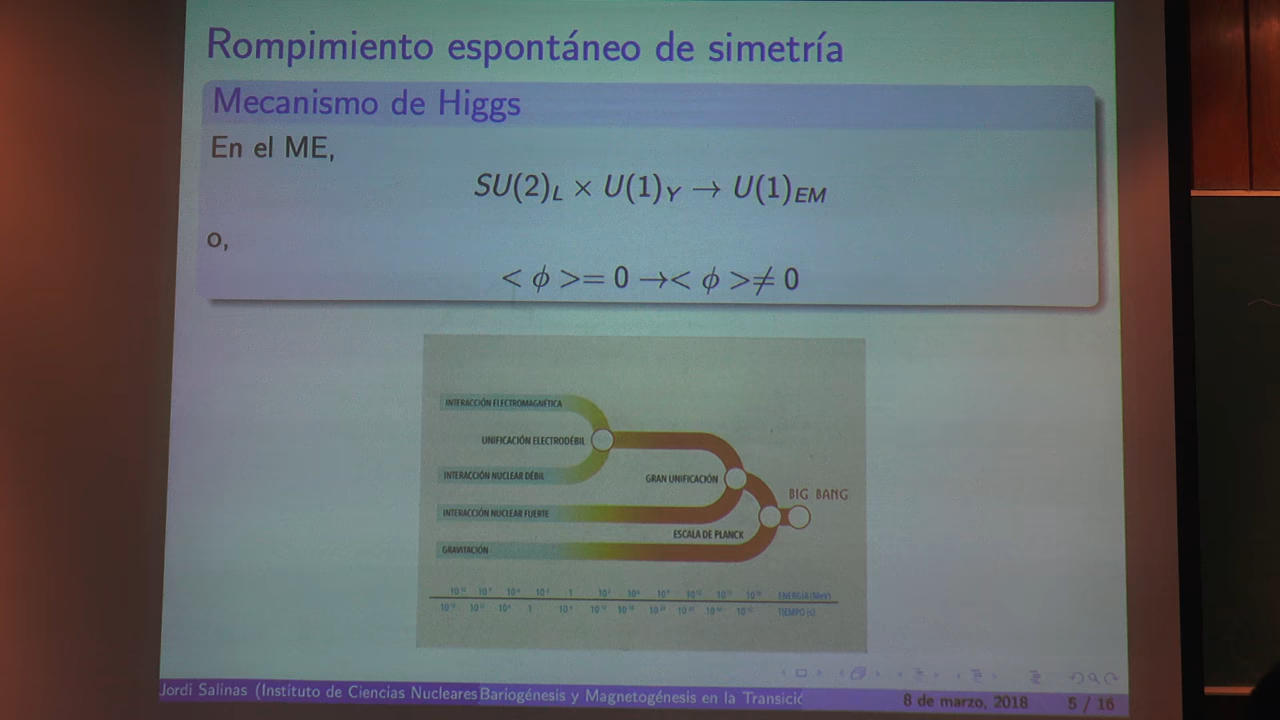 Rompimiento espontáneo de simetría
Mecanismo de Higgs
En el ME,
SU(2)_L × U(1)_Y → U(1)_EM
o,
< ϕ >= 0 →< ϕ >≠ 0
INTERACCIÓN ELECTROMAGNÉTICA
UNIFICACIÓN ELECTRODÉBIL
INTERACCIÓN NUCLEAR DÉBIL
GRAN UNIFICACIÓN
BIG BANG
INTERACCIÓN NUCLEAR FUERTE
ESCALA DE PLANCK
GRAVITACIÓN
1
ENERGÍA (MeV)
1
TIEMPO (s)
Jordi Salinas (Instituto de Ciencias Nucleares Bariogénesis y Magnetogénesis en la Transició 8 de marzo, 2018 5 / 16